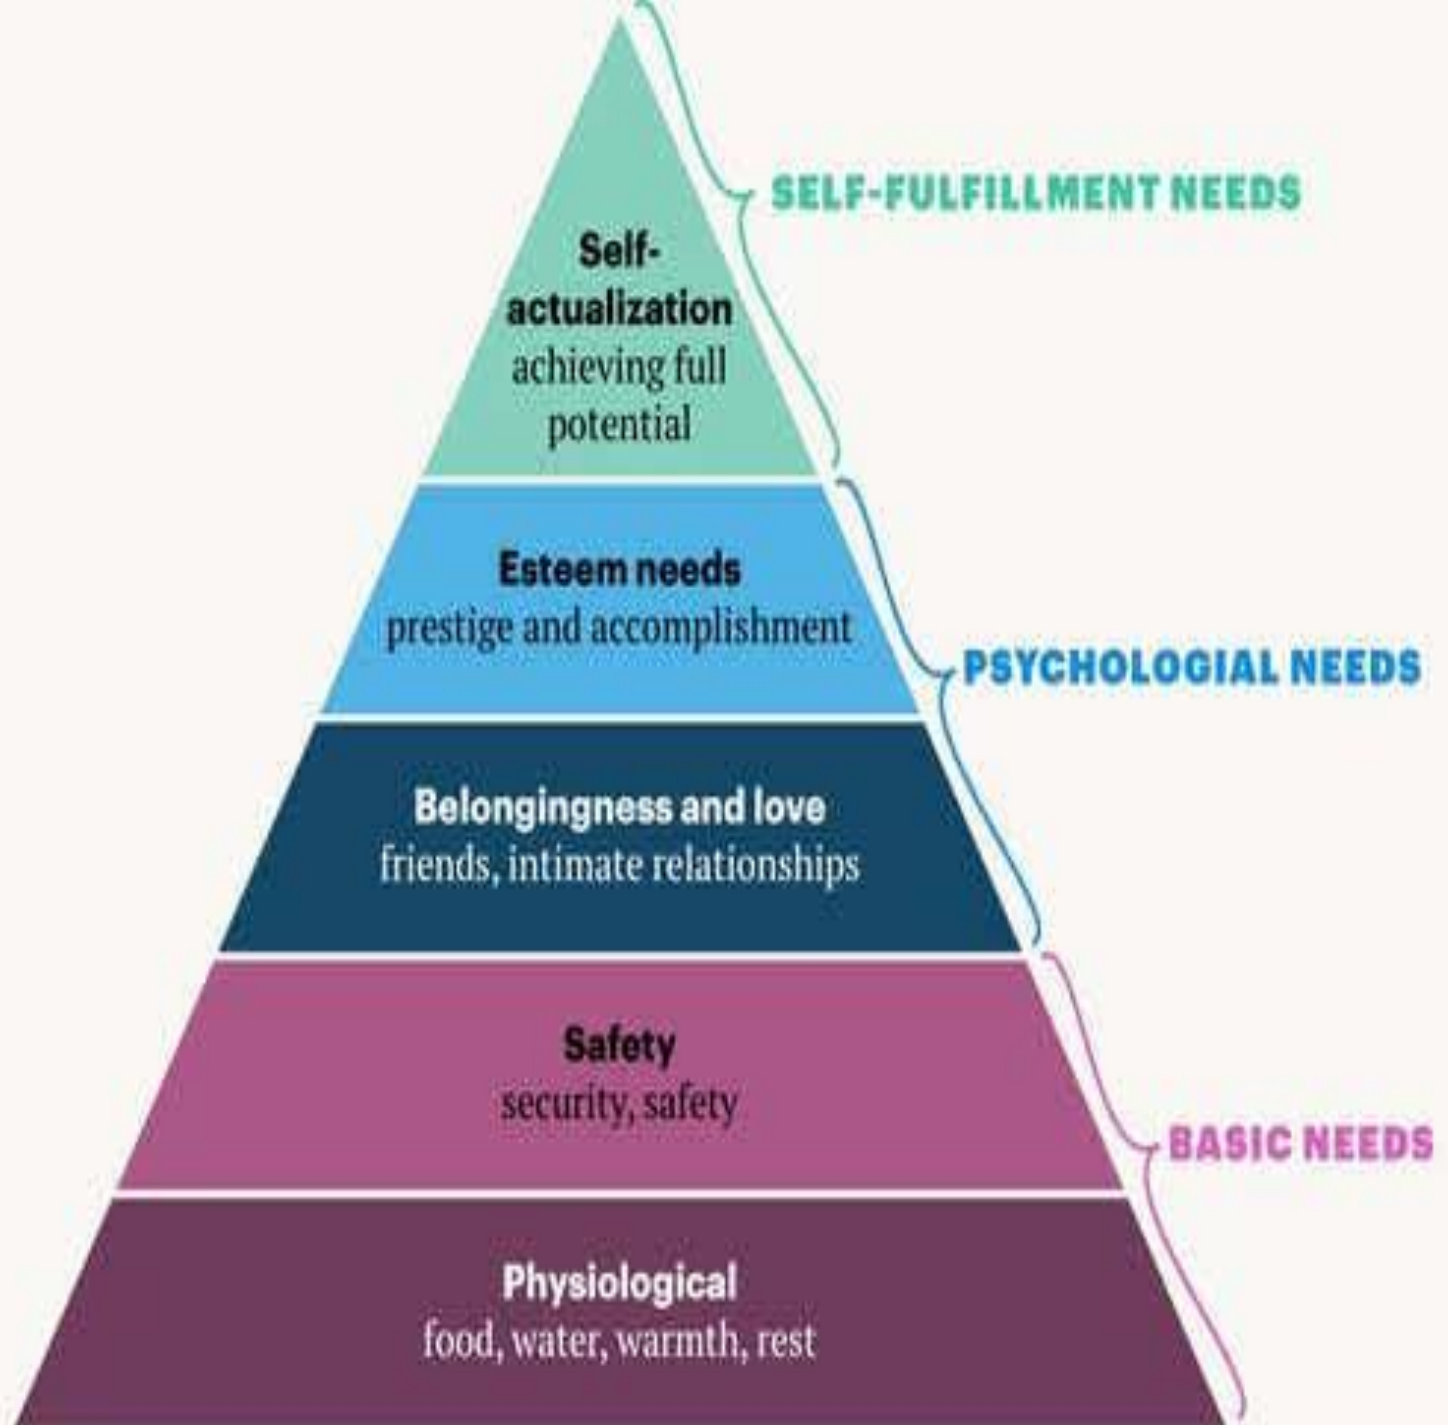 SELF-FULFILLMENT NEEDS
Self-
actualization
achieving full
potential
Esteem needs
prestige and accomplishment
PSYCHOLOGIAL NEEDS
Belongingness and love
friends, intimate relationships
Safety
security, safety
BASIC NEEDS
Physiological
food, water, warmth, rest